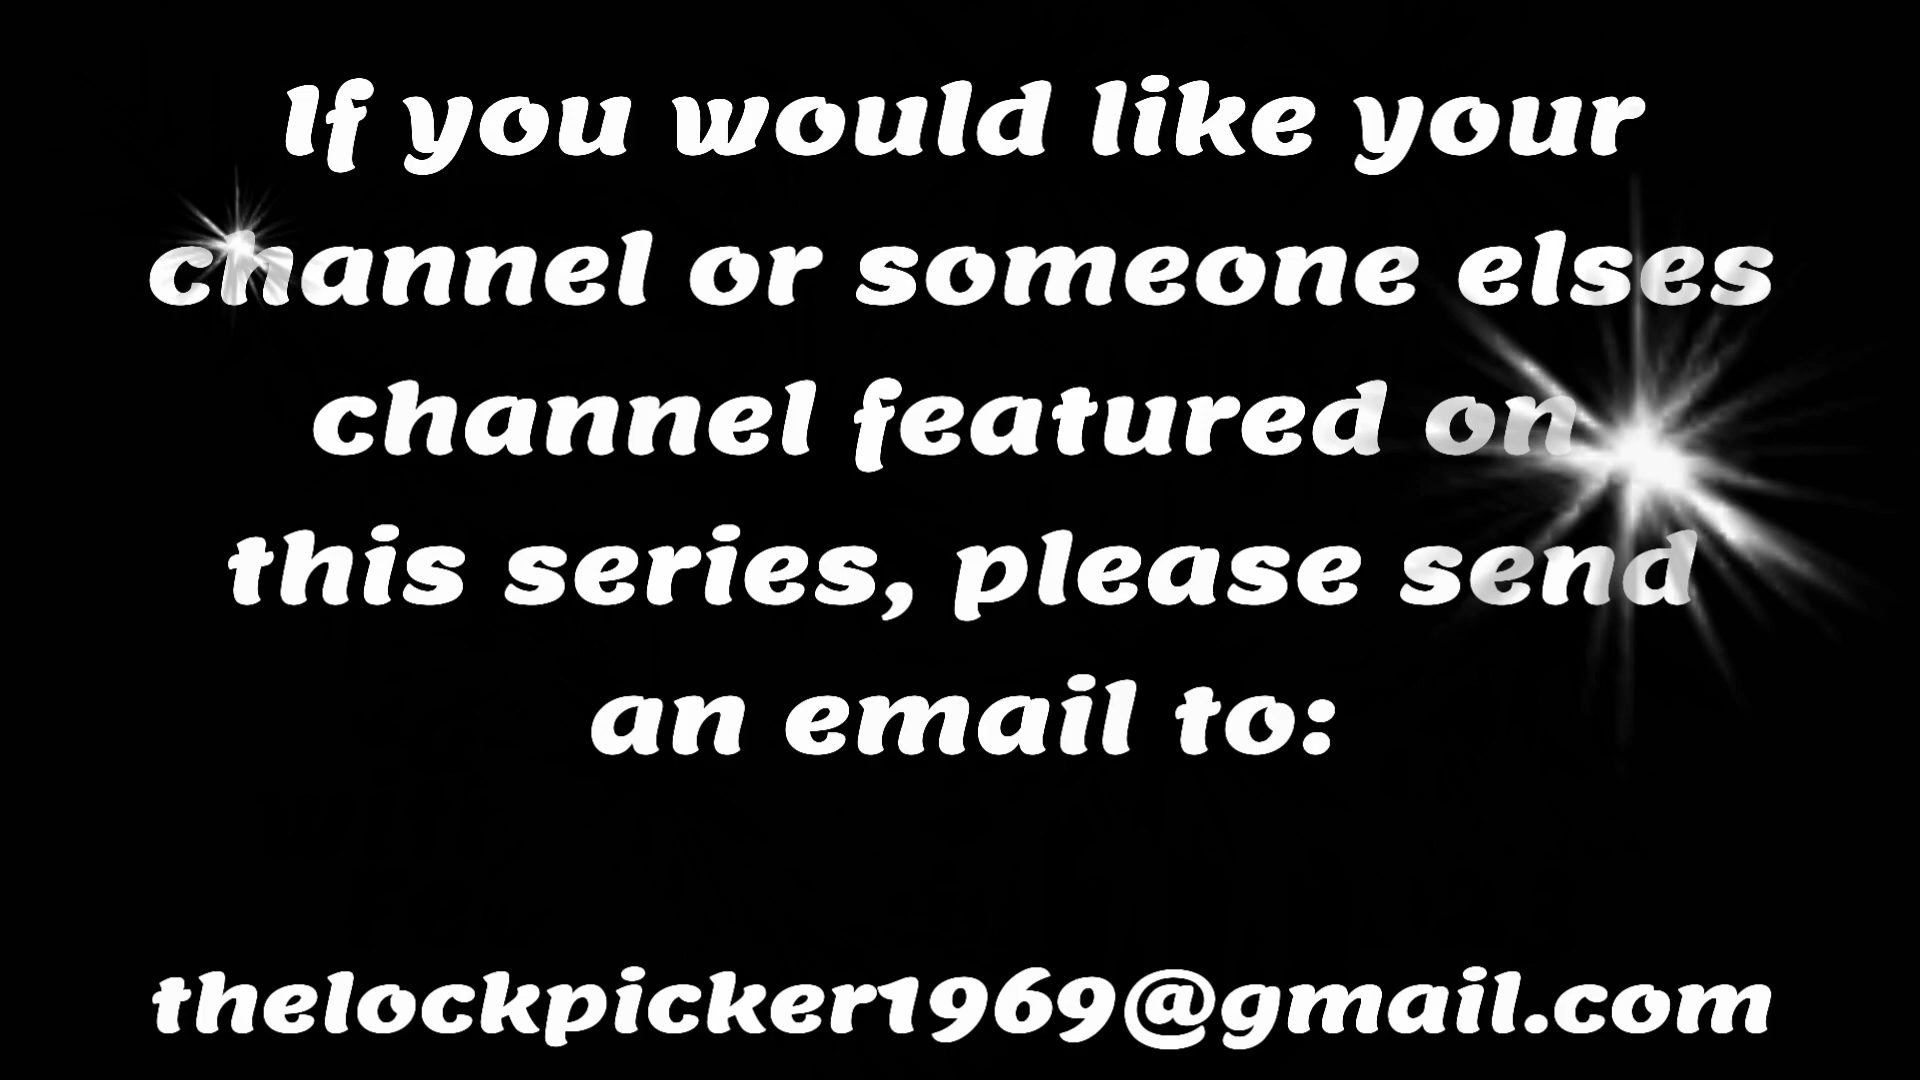 If you would like your
channel or someone elses
channel featured on
this series, please send
an email to:
thelockpicker1969@gmail.com